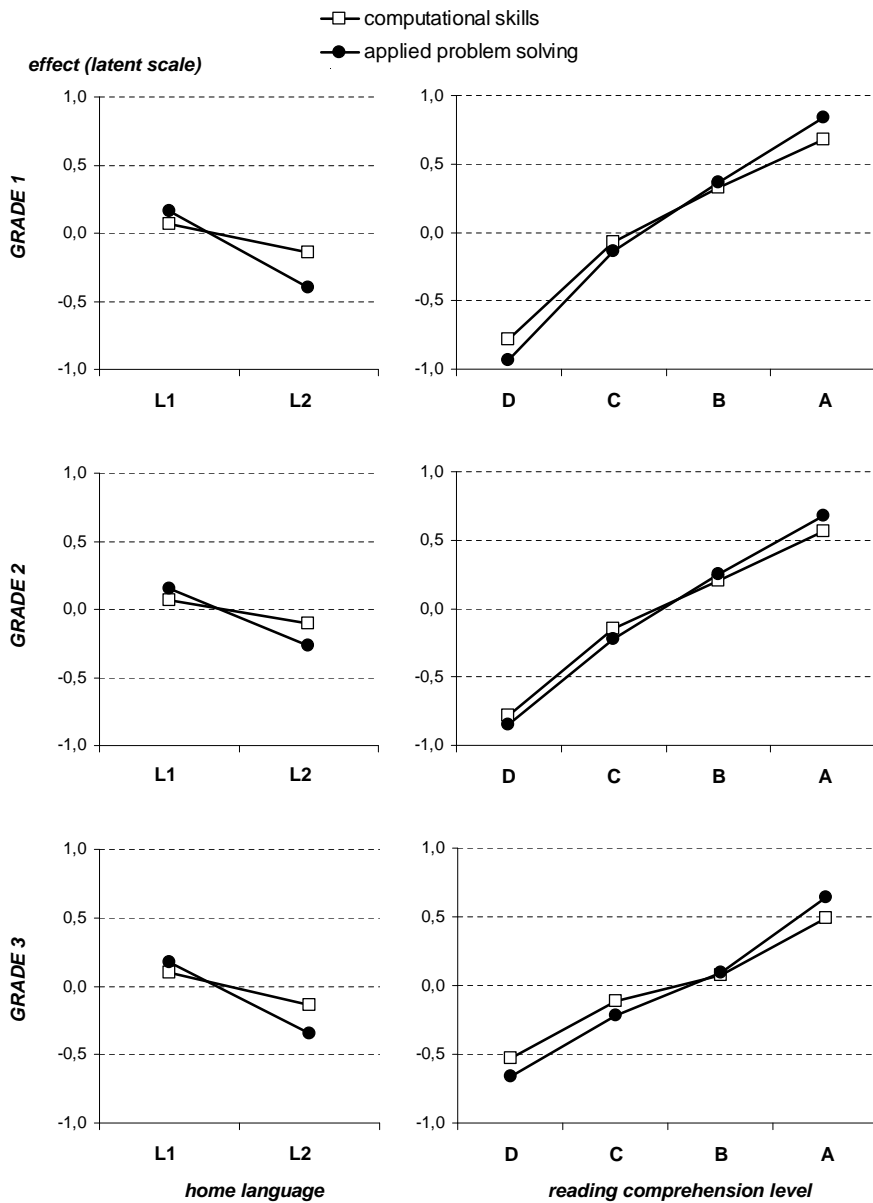 computational skills
applied problem solving
effect (latent scale)
GRADE 1
1,0
0,5
0,0
-0,5
-1,0
L1 L2
1,0
0,5
0,0
-0,5
-1,0
D C B A
GRADE 2
1,0
0,5
0,0
-0,5
-1,0
L1 L2
1,0
0,5
0,0
-0,5
-1,0
D C B A
GRADE 3
1,0
0,5
0,0
-0,5
-1,0
L1 L2
1,0
0,5
0,0
-0,5
-1,0
D C B A
home language
reading comprehension level